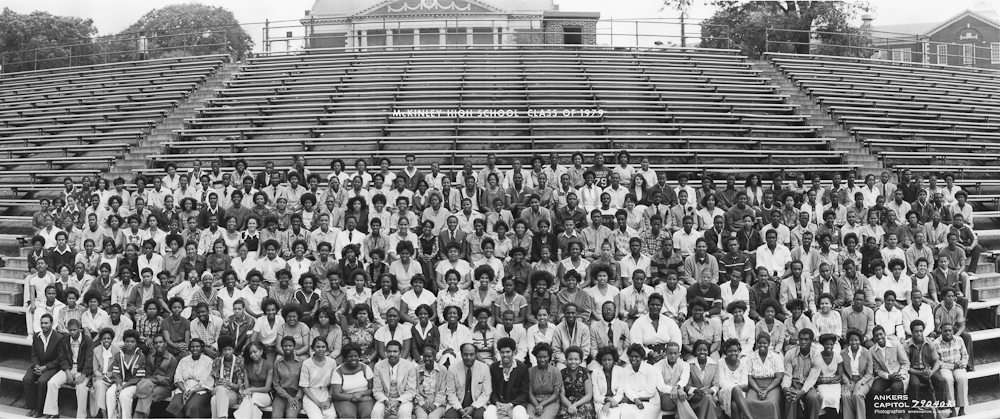 McKINLEY HIGH SCHOOL CLASS OF 1979
ANKERS
CAPITOL
Photographers